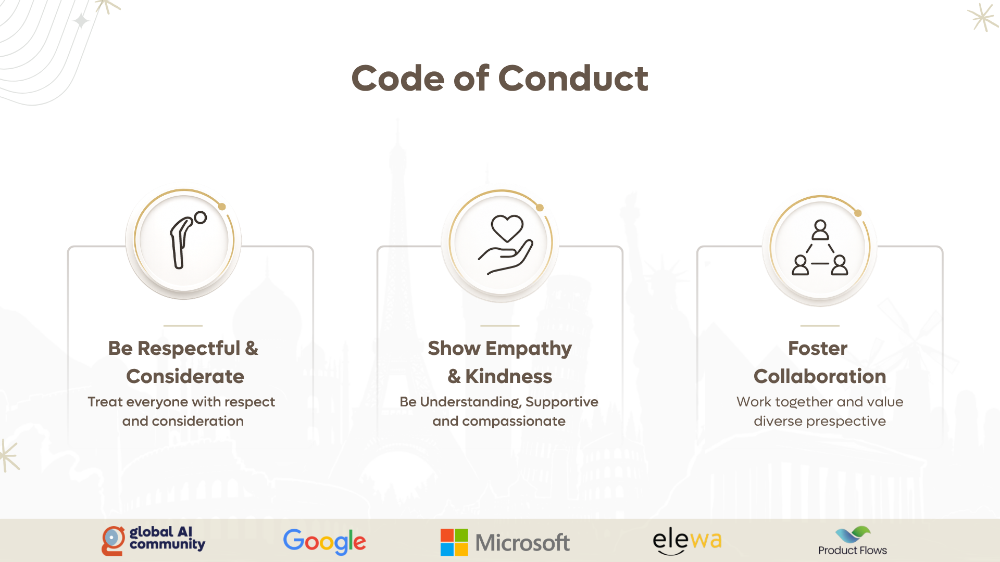 Code of Conduct
Be Respectful &
Considerate
Treat everyone with respect
and consideration
Show Empathy
& Kindness
Be Understanding, Supportive
and compassionate
Foster
Collaboration
Work together and value
diverse prespective
global AI
community
Google
Microsoft
elewa
Product Flows